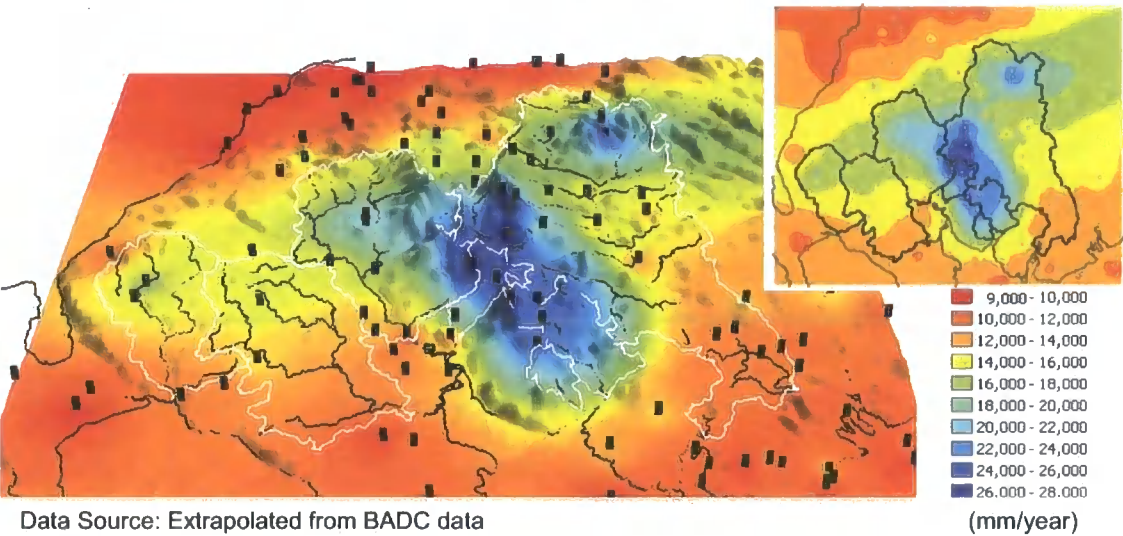 9,000 - 10,000
10,000 - 12,000
12,000 - 14,000
14,000 - 16,000
16,000 - 18,000
18,000 - 20,000
20,000 - 22,000
22,000 - 24,000
24,000 - 26,000
26.000 - 28.000
Data Source: Extrapolated from BADC data
(mm/year)